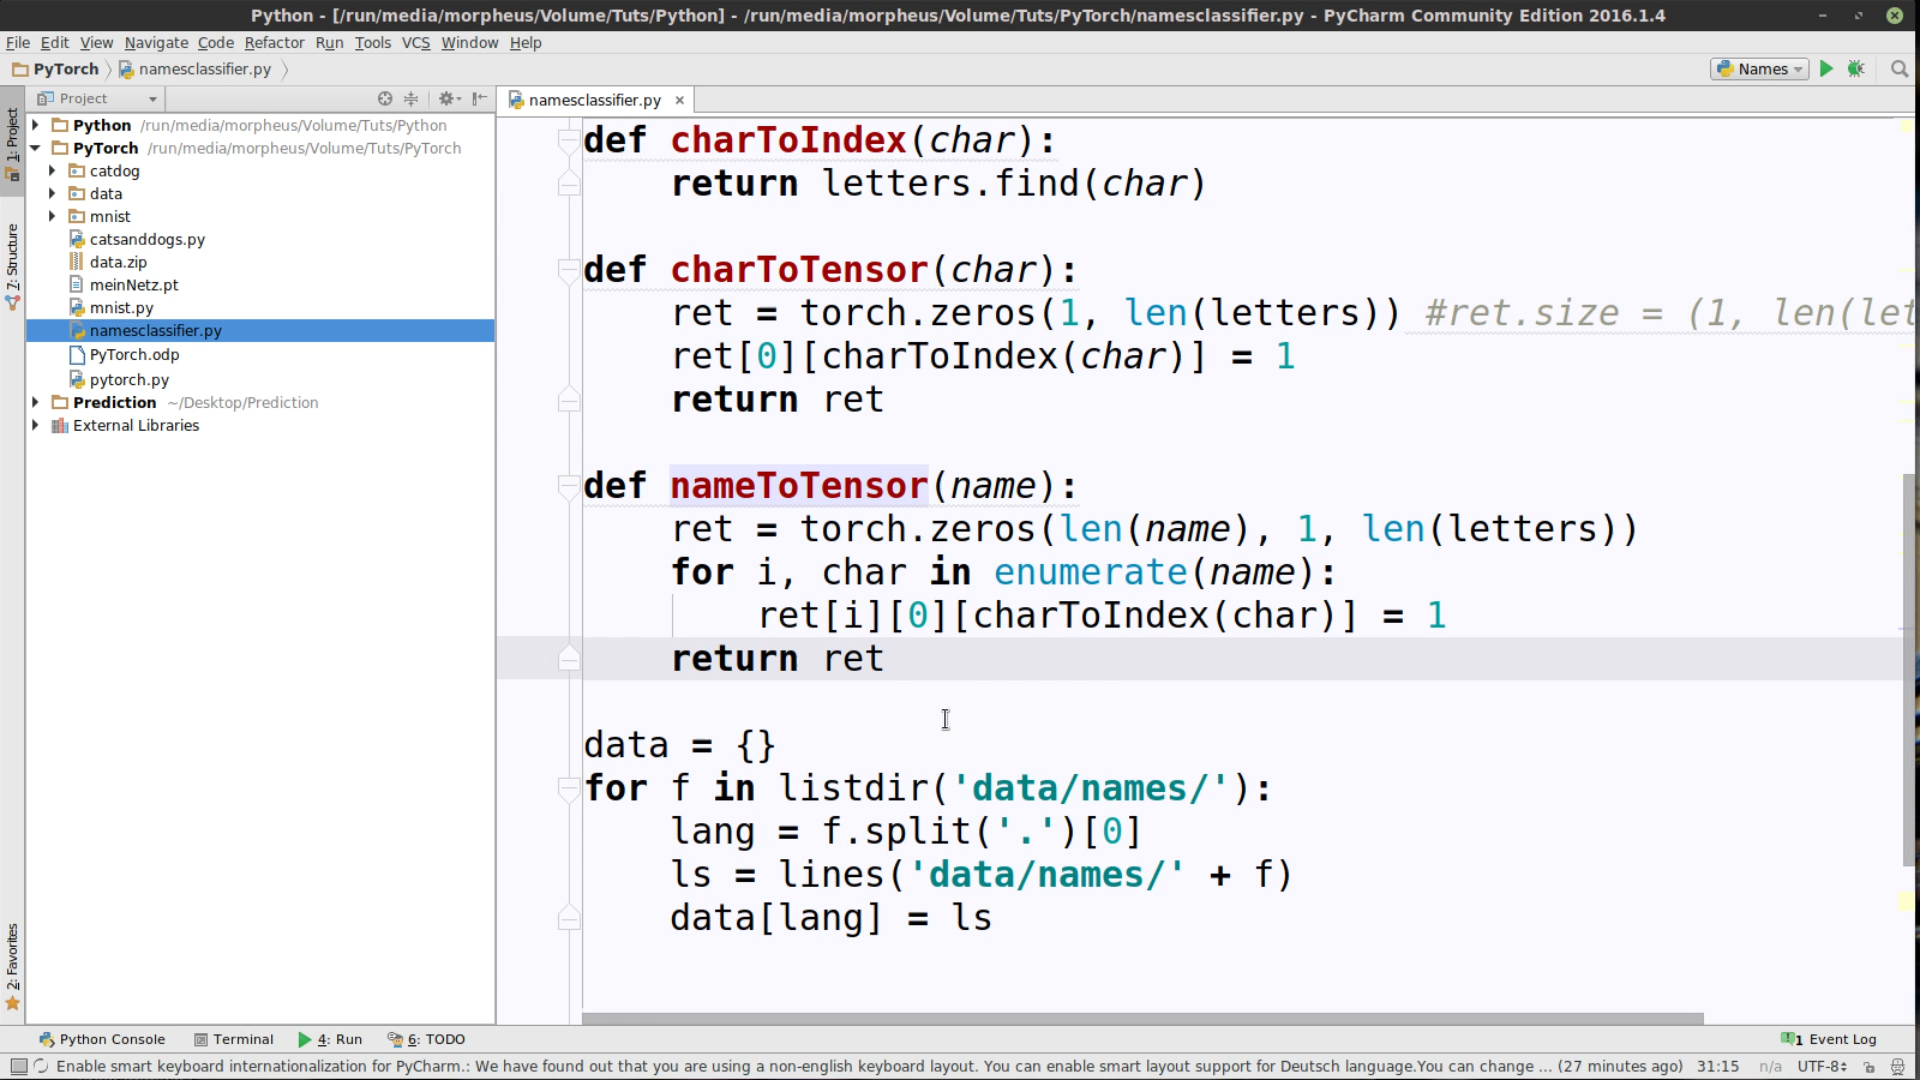 Python - [/run/media/morpheus/Volume/Tuts/Python] - /run/media/morpheus/Volume/Tuts/PyTorch/namesclassifier.py - PyCharm Community Edition 2016.1.4
File Edit View Navigate Code Refactor Run Tools VCS Window Help
PyTorch namesclassifier.py Names
Project
namesclassifier.py
1: Project
7: Structure
2: Favorites
Python /run/media/morpheus/Volume/Tuts/Python
PyTorch /run/media/morpheus/Volume/Tuts/PyTorch
catdog
data
mnist
catsanddogs.py
data.zip
meinNetz.pt
mnist.py
namesclassifier.py
PyTorch.odp
pytorch.py
Prediction ~/Desktop/Prediction
External Libraries
def charToIndex(char):
    return letters.find(char)
def charToTensor(char):
    ret = torch.zeros(1, len(letters)) #ret.size = (1, len(let
    ret[0][charToIndex(char)] = 1
    return ret
def nameToTensor(name):
    ret = torch.zeros(len(name), 1, len(letters))
    for i, char in enumerate(name):
        ret[i][0][charToIndex(char)] = 1
    return ret
data = {}
for f in listdir('data/names/'):
    lang = f.split('.')[0]
    ls = lines('data/names/' + f)
    data[lang] = ls
Python Console Terminal 4: Run 6: TODO 1 Event Log
Enable smart keyboard internationalization for PyCharm.: We have found out that you are using a non-english keyboard layout. You can enable smart layout support for Deutsch language.You can change ... (27 minutes ago) 31:15 n/a UTF-8